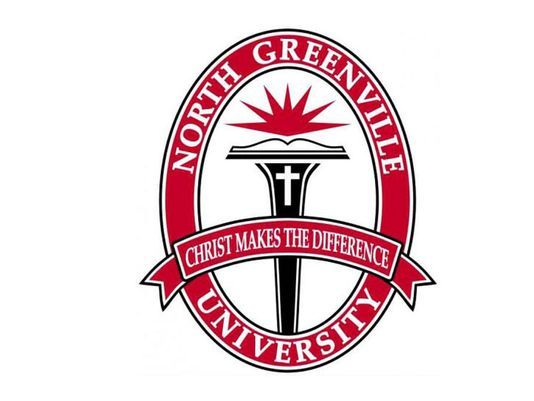 NORTH GREENVILLE
CHRIST MAKES THE DIFFERENCE
UNIVERSITY